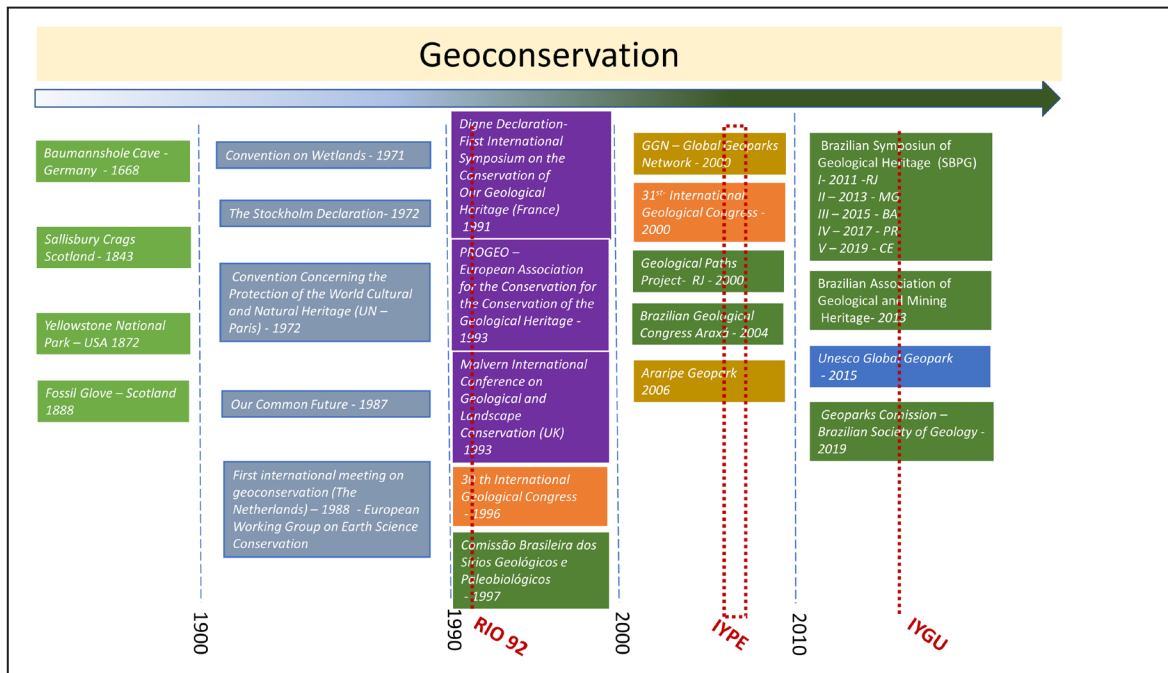 Geoconservation
Baumannshole Cave -
Germany - 1668
Sallisbury Crags
Scotland - 1843
Yellowstone National
Park – USA 1872
Fossil Glove – Scotland
1888
Convention on Wetlands - 1971
The Stockholm Declaration- 1972
Convention Concerning the
Protection of the World Cultural
and Natural Heritage (UN –
Paris) - 1972
Our Common Future - 1987
First international meeting on
geoconservation (The
Netherlands) – 1988 - European
Working Group on Earth Science
Conservation
Digne Declaration-
First International
Symposium on the
Conservation of
Our Geological
Heritage (France)
1991
PROGEO –
European Association
for the Conservation for
the Conservation of the
Geological Heritage -
1993
Malvern International
Conference on
Geological and
Landscape
Conservation (UK)
1993
30 th International
Geological Congress
- 1996
Comissão Brasileira dos
Sítios Geológicos e
Paleobiológicos
- 1997
GGN – Global Geoparks
Network - 2000
31st- International
Geological Congress -
2000
Geological Paths
Project- RJ - 2000
Brazilian Geological
Congress Araxá - 2004
Araripe Geopark
2006
Brazilian Symposiun of
Geological Heritage (SBPG)
I- 2011 -RJ
II – 2013 - MG
III – 2015 - BA
IV – 2017 - PR
V – 2019 - CE
Brazilian Association of
Geological and Mining
Heritage- 2013
Unesco Global Geopark
- 2015
Geoparks Comission –
Brazilian Society of Geology -
2019
1900
1990
RIO 92
2000
IYPE
2010
IYGU